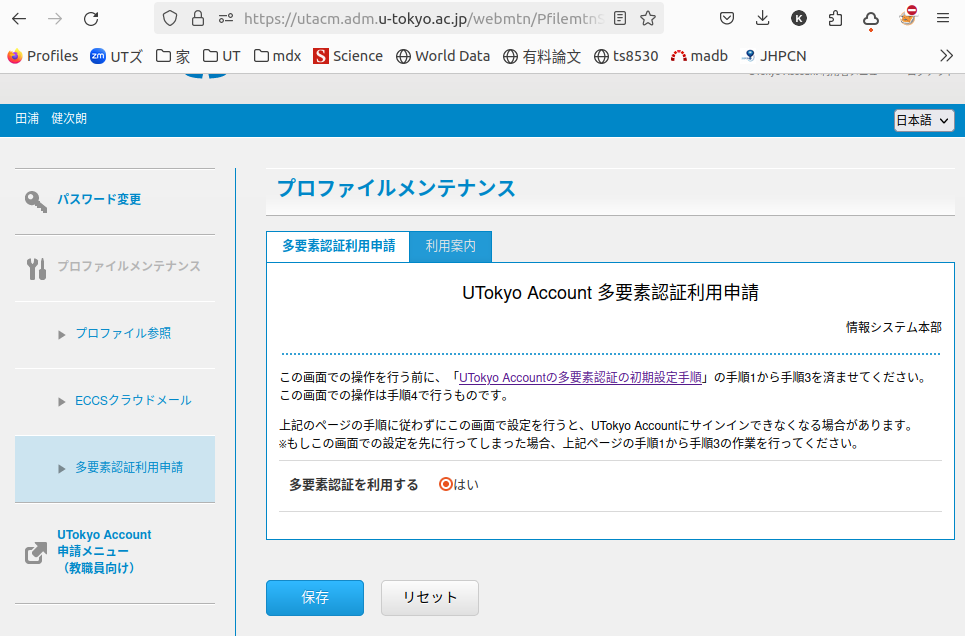 https://utacm.adm.u-tokyo.ac.jp/webmtn/PfilemtnS
Profiles
zm UTズ
家
UT
mdx
S Science
World Data
有料論文
ts8530
madb
JHPCN
田浦　健次朗
日本語
パスワード変更
プロファイルメンテナンス
プロファイル参照
ECCSクラウドメール
多要素認証利用申請
UTokyo Account
申請メニュー
（教職員向け）
プロファイルメンテナンス
多要素認証利用申請
利用案内
UTokyo Account 多要素認証利用申請
情報システム本部
この画面での操作を行う前に、「UTokyo Accountの多要素認証の初期設定手順」の手順1から手順3を済ませてください。
この画面での操作は手順4で行うものです。
上記のページの手順に従わずにこの画面で設定を行うと、UTokyo Accountにサインインできなくなる場合があります。
※もしこの画面での設定を先に行ってしまった場合、上記ページの手順1から手順3の作業を行ってください。
多要素認証を利用する
はい
保存
リセット